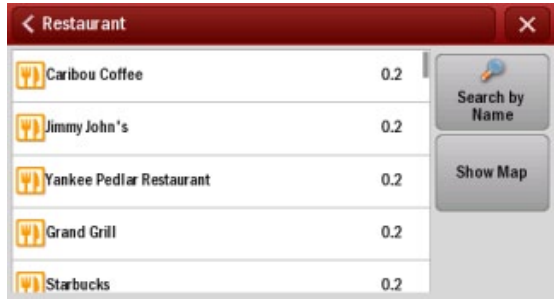 Restaurant
Caribou Coffee 0.2
Jimmy John's 0.2
Yankee Pedlar Restaurant 0.2
Grand Grill 0.2
Starbucks 0.2
Search by
Name
Show Map